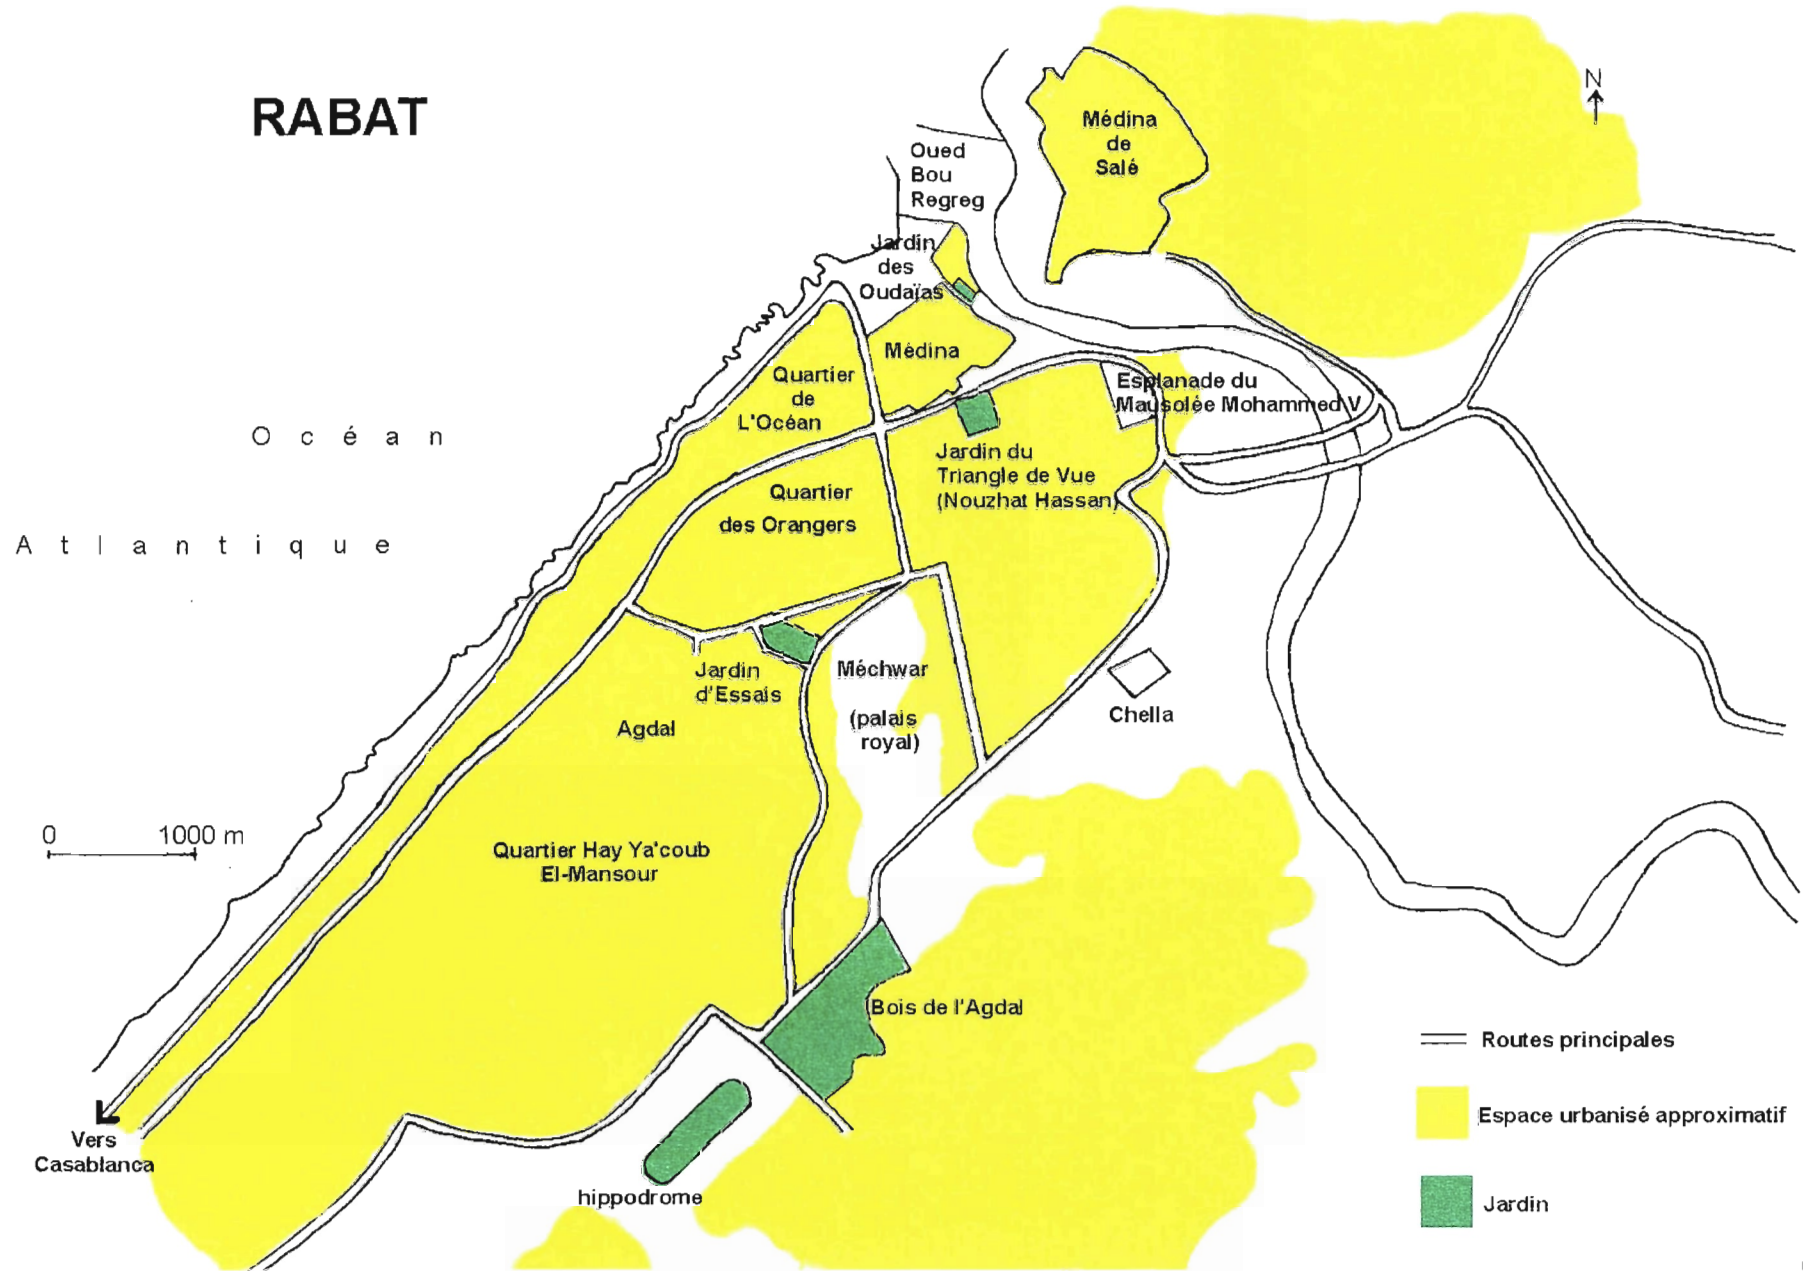 RABAT
N
Médina
de
Salé
Oued
Bou
Regreg
Jardin
des
Oudaïas
Médina
Quartier
de
L'Océan
Esplanade du
Mausolée Mohammed V
Océan
Atlantique
Jardin du
Triangle de Vue
(Nouzhat Hassan)
Quartier
des Orangers
Jardin
d'Essais
Méchwar
(palais
royal)
Agdal
Chella
0 1000 m
Quartier Hay Ya'coub
El-Mansour
Bois de l'Agdal
Vers
Casablanca
hippodrome
Routes principales
Espace urbanisé approximatif
Jardin